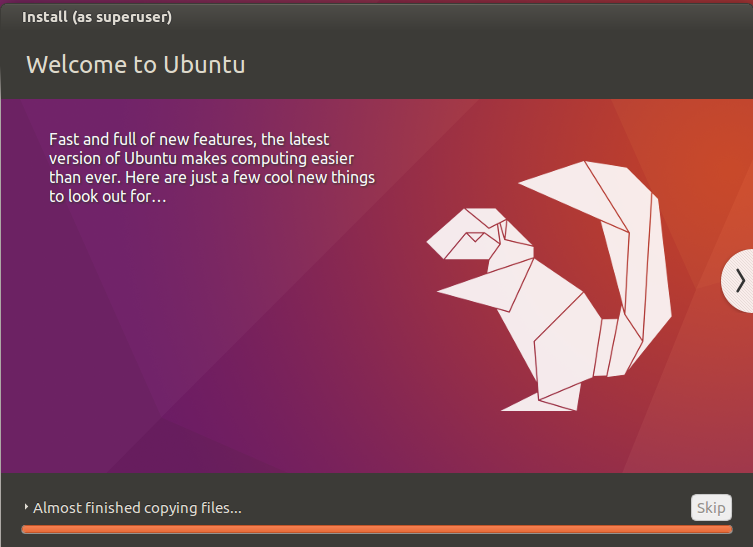 Install (as superuser)
Welcome to Ubuntu
Fast and full of new features, the latest
version of Ubuntu makes computing easier
than ever. Here are just a few cool new things
to look out for…
Almost finished copying files...
Skip